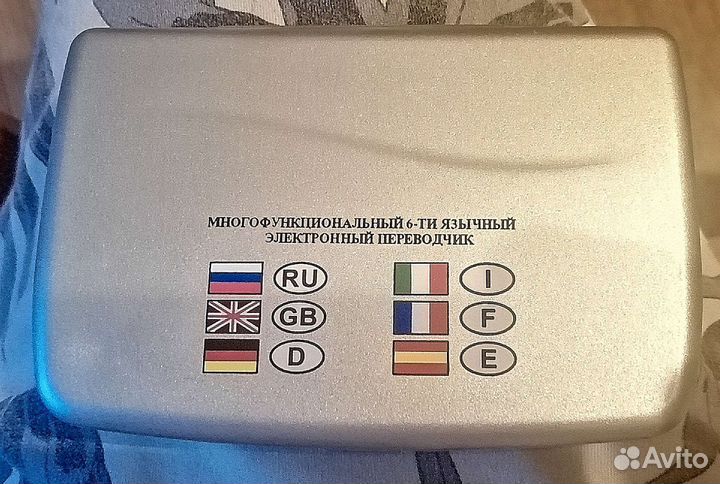 МНОГОФУНКЦИОНАЛЬНЫЙ 6-ТИ ЯЗЫЧНЫЙ
ЭЛЕКТРОННЫЙ ПЕРЕВОДЧИК
RU I
GB F
D E
Avito